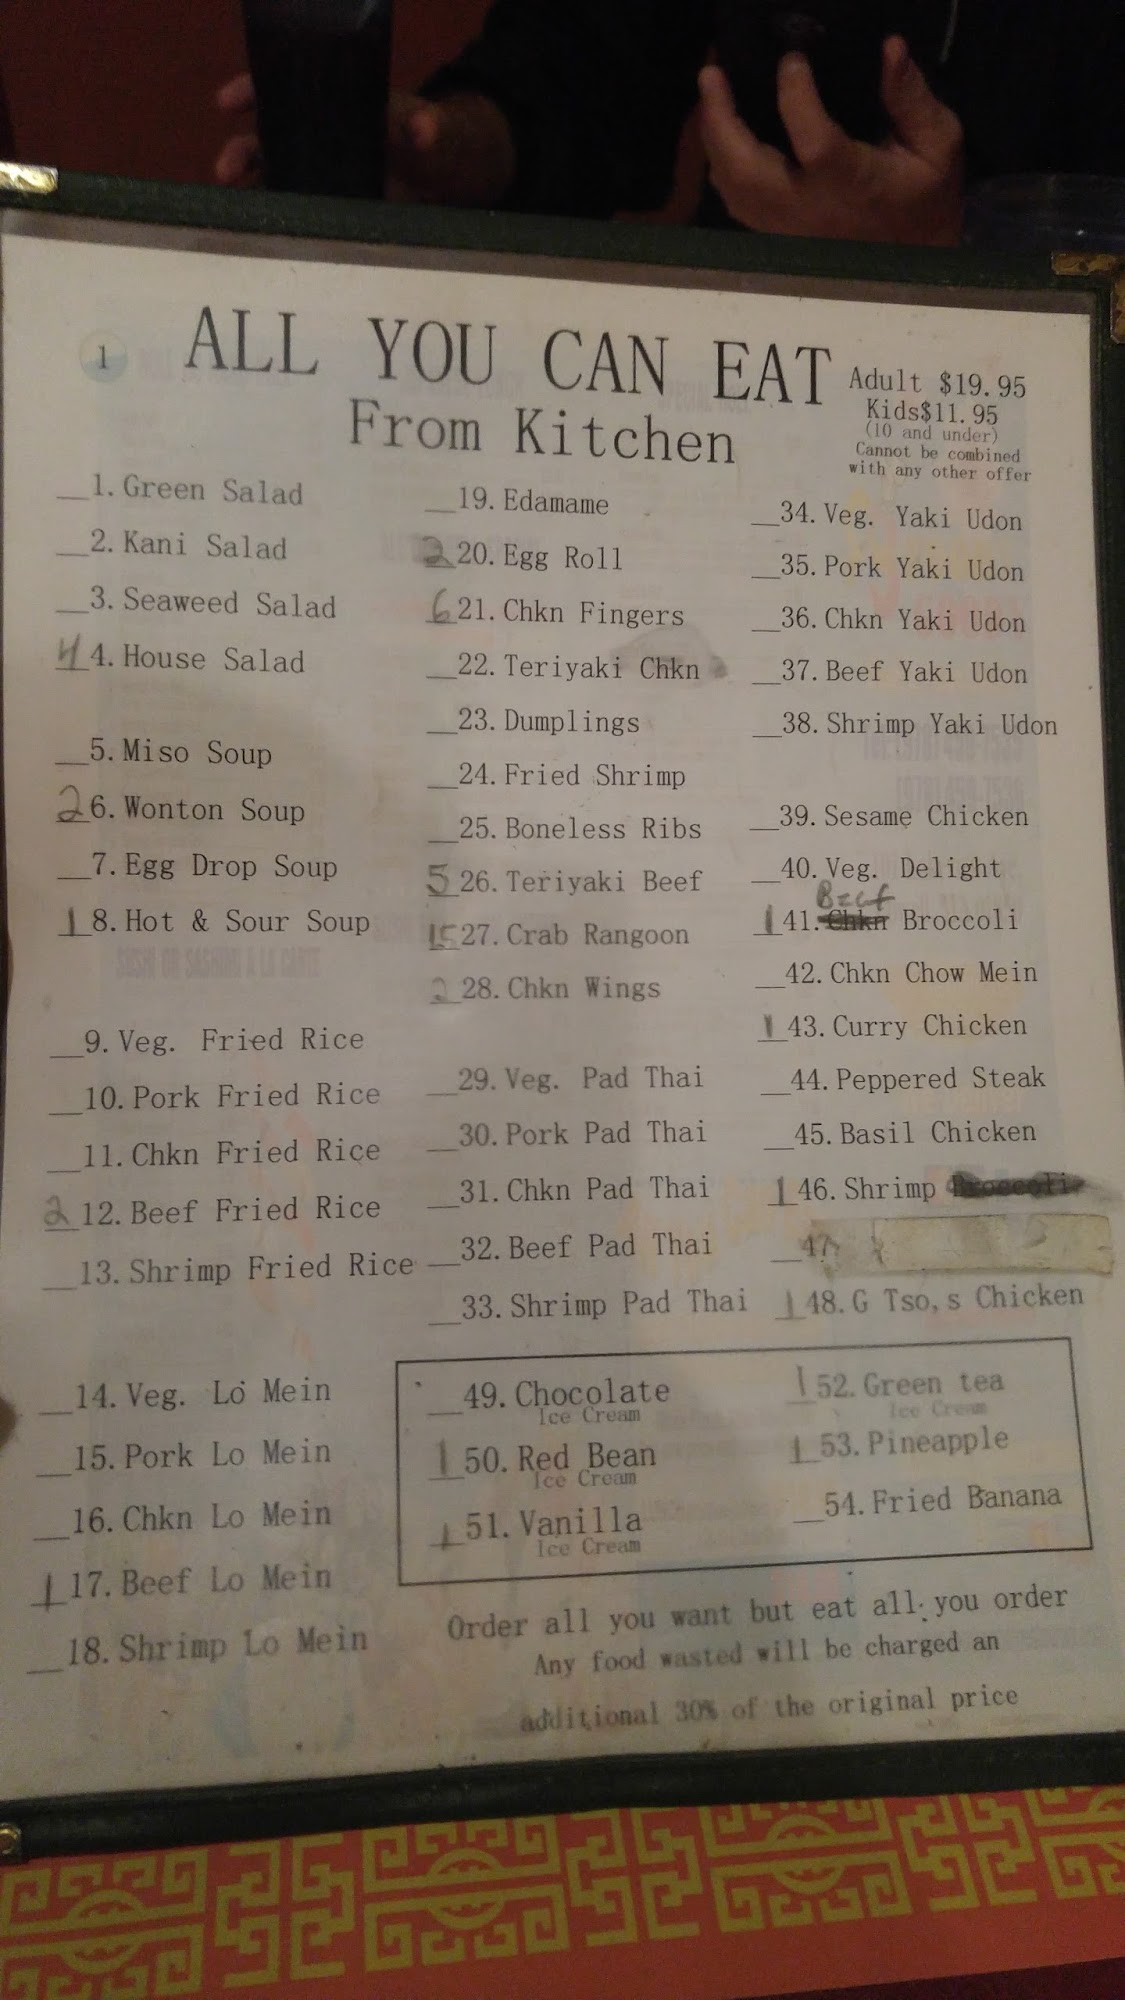 1
ALL YOU CAN EAT
From Kitchen
Adult $19.95
Kids$11.95
(10 and under)
Cannot be combined
with any other offer
__1. Green Salad
__2. Kani Salad
__3. Seaweed Salad
4 4. House Salad
__5. Miso Soup
2 6. Wonton Soup
__7. Egg Drop Soup
1 8. Hot & Sour Soup
__9. Veg. Fried Rice
__10. Pork Fried Rice
__11. Chkn Fried Rice
2 12. Beef Fried Rice
__13. Shrimp Fried Rice
__14. Veg. Lo Mein
__15. Pork Lo Mein
__16. Chkn Lo Mein
1 17. Beef Lo Mein
__18. Shrimp Lo Mein
__19. Edamame
2 20. Egg Roll
6 21. Chkn Fingers
__22. Teriyaki Chkn
__23. Dumplings
__24. Fried Shrimp
__25. Boneless Ribs
5 26. Teriyaki Beef
15 27. Crab Rangoon
2 28. Chkn Wings
__29. Veg. Pad Thai
__30. Pork Pad Thai
__31. Chkn Pad Thai
__32. Beef Pad Thai
__33. Shrimp Pad Thai
__34. Veg. Yaki Udon
__35. Pork Yaki Udon
__36. Chkn Yaki Udon
__37. Beef Yaki Udon
__38. Shrimp Yaki Udon
__39. Sesame Chicken
__40. Veg. Delight
Beef
1 41. Chkn Broccoli
__42. Chkn Chow Mein
1 43. Curry Chicken
__44. Peppered Steak
__45. Basil Chicken
1 46. Shrimp Broccoli
__47
1 48. G Tso,s Chicken
__49. Chocolate
Ice Cream
1 50. Red Bean
Ice Cream
1 51. Vanilla
Ice Cream
1 52. Green tea
Ice Cream
1 53. Pineapple
__54. Fried Banana
Order all you want but eat all you order
Any food wasted will be charged an
additional 30% of the original price